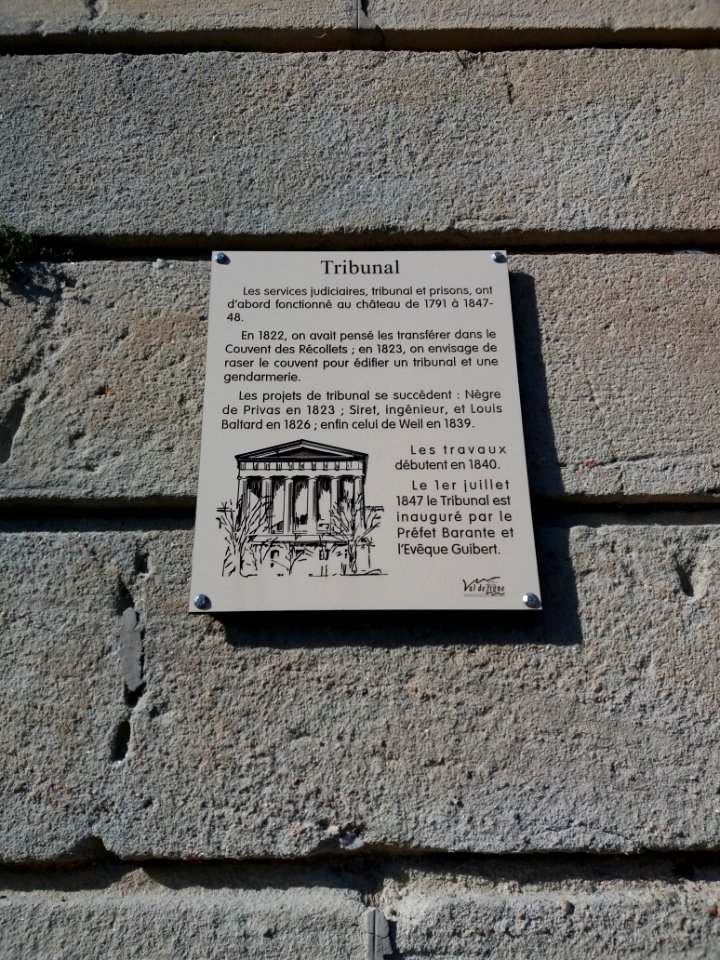 Tribunal
Les services judiciaires, tribunal et prisons, ont
d'abord fonctionné au château de 1791 à 1847-
48.
En 1822, on avait pensé les transférer dans le
Couvent des Récollets ; en 1823, on envisage de
raser le couvent pour édifier un tribunal et une
gendarmerie.
Les projets de tribunal se succèdent : Nègre
de Privas en 1823 ; Siret, ingénieur, et Louis
Baltard en 1826 ; enfin celui de Weil en 1839.
Les travaux
débutent en 1840.
Le 1er juillet
1847 le Tribunal est
inauguré par le
Préfet Barante et
l'Evêque Guibert.
Val de ligne